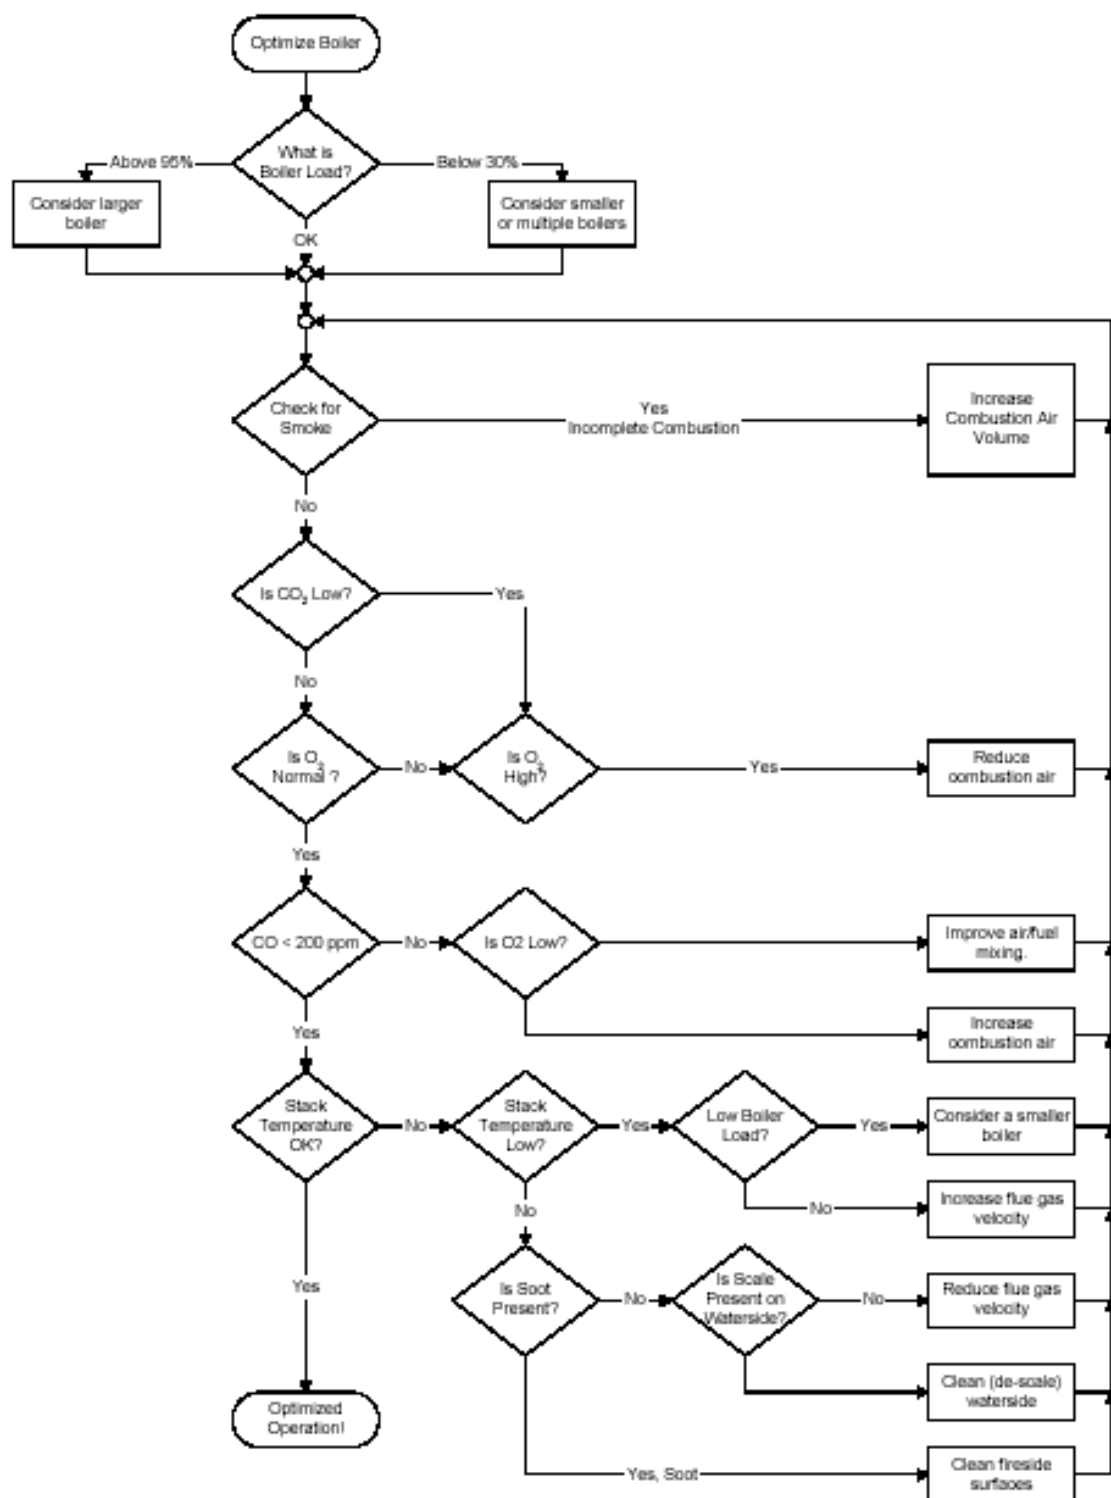 Optimize Boiler
What is
Boiler Load?
Above 95%
Below 30%
Consider larger
boiler
Consider smaller
or multiple boilers
OK
Check for
Smoke
Yes
Incomplete Combustion
Increase
Combustion Air
Volume
No
Is CO₂ Low?
Yes
No
Is O₂
Normal ?
No
Is O₂
High?
Yes
Reduce
combustion air
Yes
CO < 200 ppm
No
Is O2 Low?
Improve air/fuel
mixing.
Increase
combustion air
Yes
Stack
Temperature
OK?
No
Stack
Temperature
Low?
Yes
Low Boiler
Load?
Yes
Consider a smaller
boiler
No
Increase flue gas
velocity
No
Yes
Is Soot
Present?
No
Is Scale
Present on
Waterside?
No
Reduce flue gas
velocity
Clean (de-scale)
waterside
Optimized
Operation!
Yes, Soot
Clean fireside
surfaces